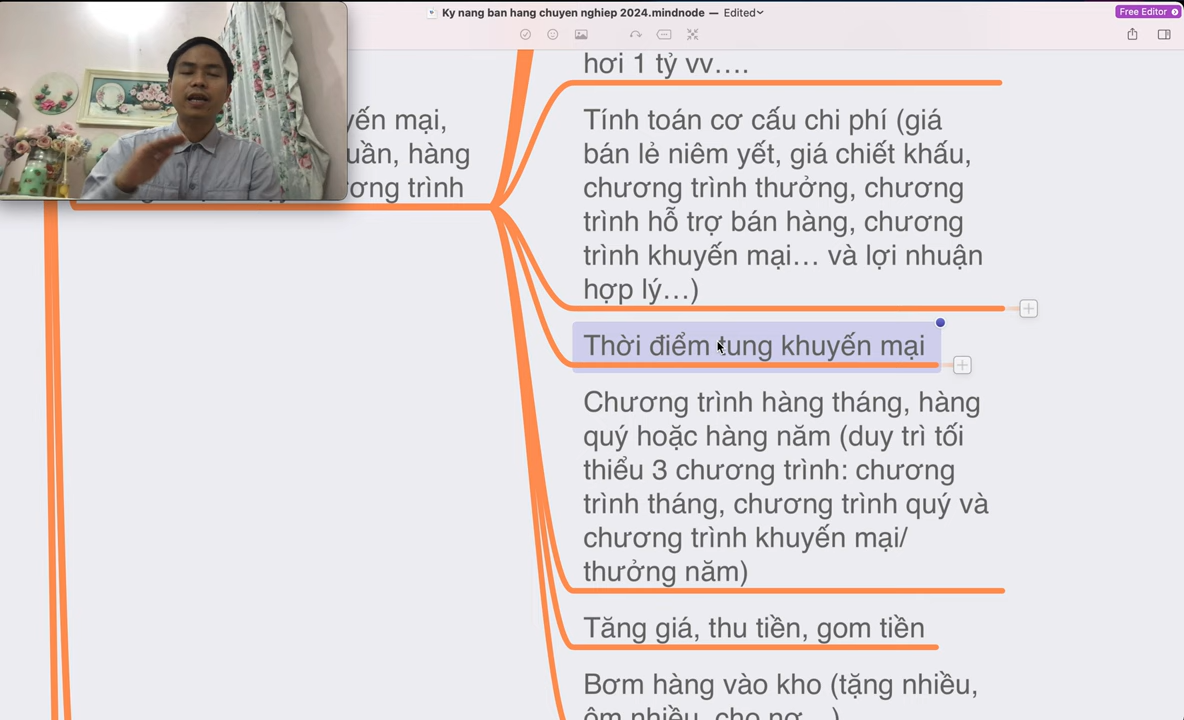 Ky nang ban hang chuyen nghiep 2024.mindnode — Edited
Free Editor
hơi 1 tỷ vv….
Tính toán cơ cấu chi phí (giá
bán lẻ niêm yết, giá chiết khấu,
chương trình thưởng, chương
trình hỗ trợ bán hàng, chương
trình khuyến mại… và lợi nhuận
hợp lý…)
mại,
hàng
trình
Thời điểm tung khuyến mại
Chương trình hàng tháng, hàng
quý hoặc hàng năm (duy trì tối
thiểu 3 chương trình: chương
trình tháng, chương trình quý và
chương trình khuyến mại/
thưởng năm)
Tăng giá, thu tiền, gom tiền
Bơm hàng vào kho (tặng nhiều,
ôm nhiều, cho nợ…)